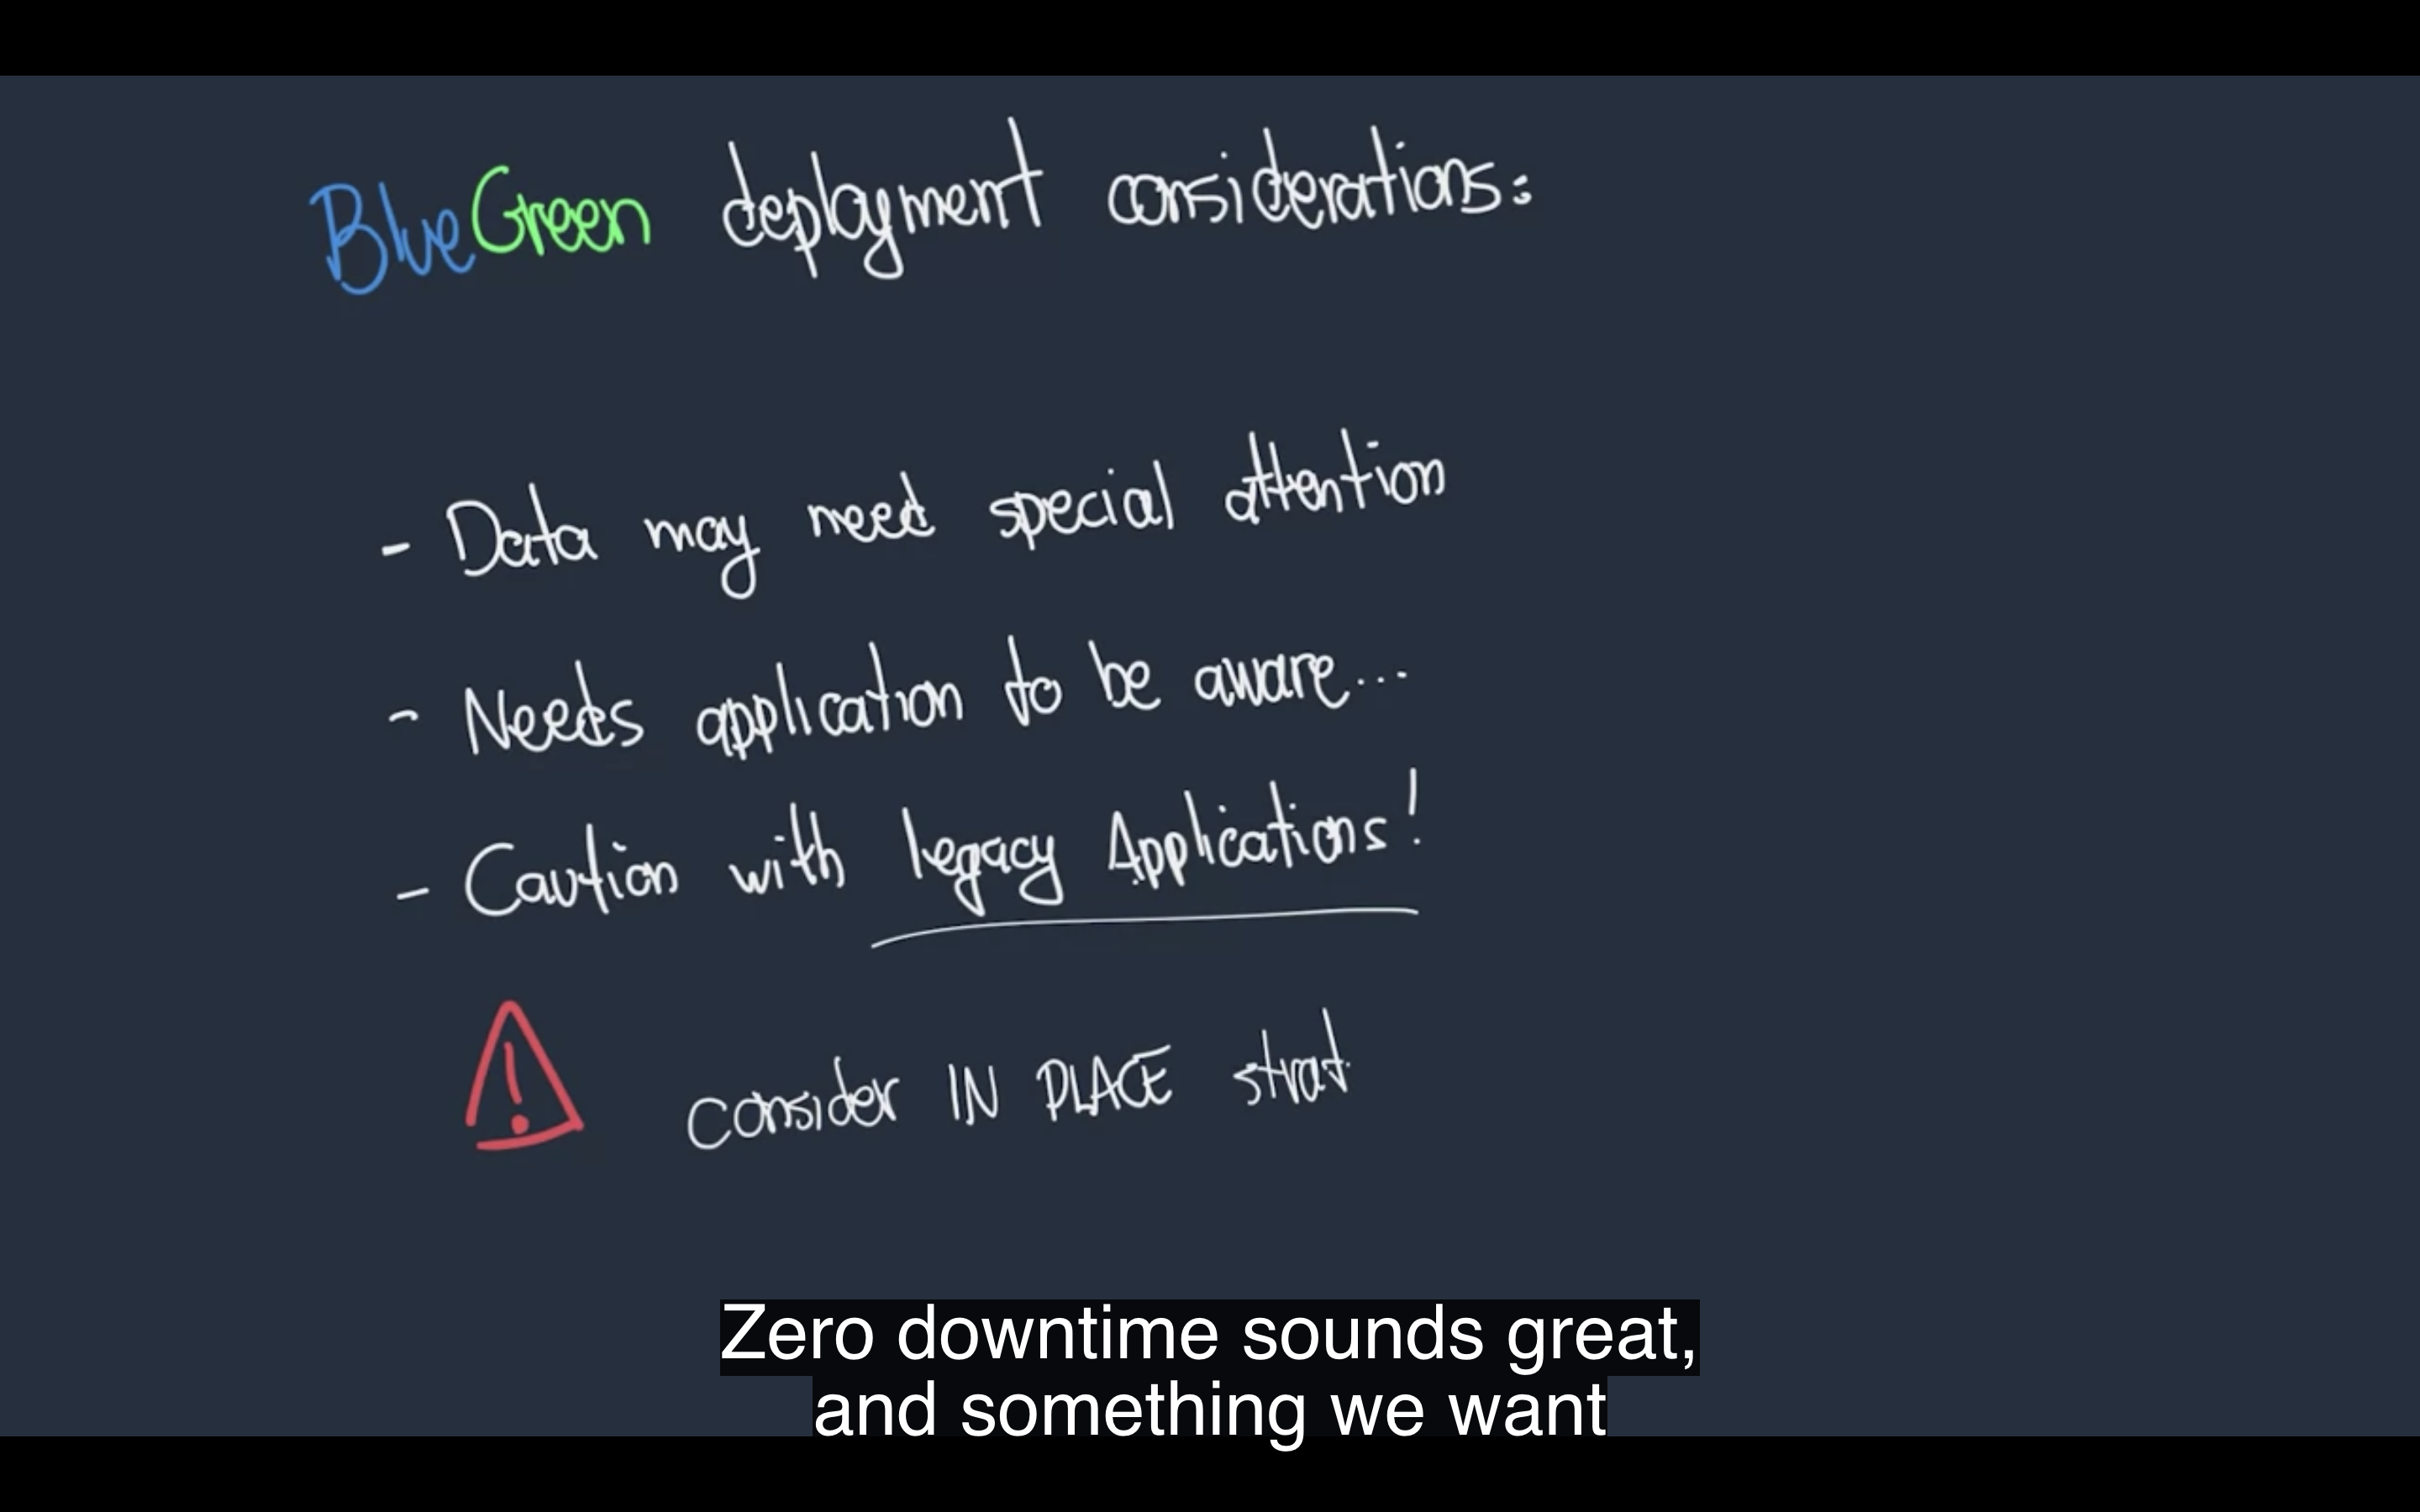 BlueGreen deployment considerations:
- Data may need special attention
- Needs application to be aware...
- Caution with legacy Applications!
! consider IN PLACE strat.
Zero downtime sounds great,
and something we want